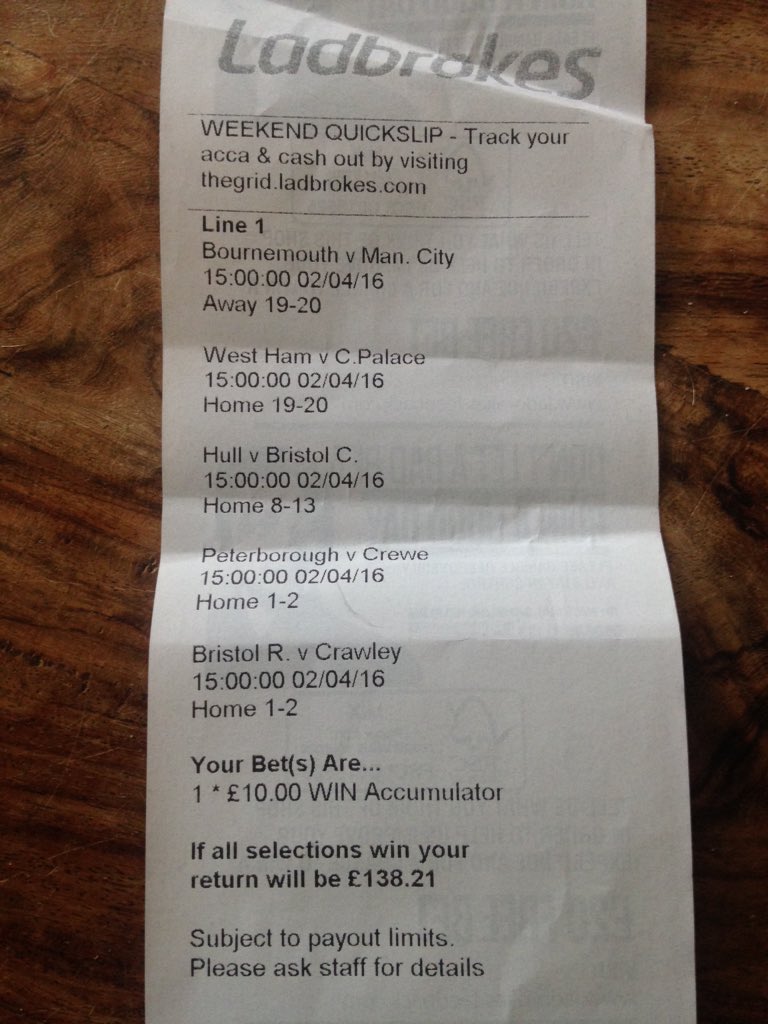 Ladbrokes
WEEKEND QUICKSLIP - Track your
acca & cash out by visiting
thegrid.ladbrokes.com
Line 1
Bournemouth v Man. City
15:00:00 02/04/16
Away 19-20
West Ham v C.Palace
15:00:00 02/04/16
Home 19-20
Hull v Bristol C.
15:00:00 02/04/16
Home 8-13
Peterborough v Crewe
15:00:00 02/04/16
Home 1-2
Bristol R. v Crawley
15:00:00 02/04/16
Home 1-2
Your Bet(s) Are...
1 * £10.00 WIN Accumulator
If all selections win your
return will be £138.21
Subject to payout limits.
Please ask staff for details